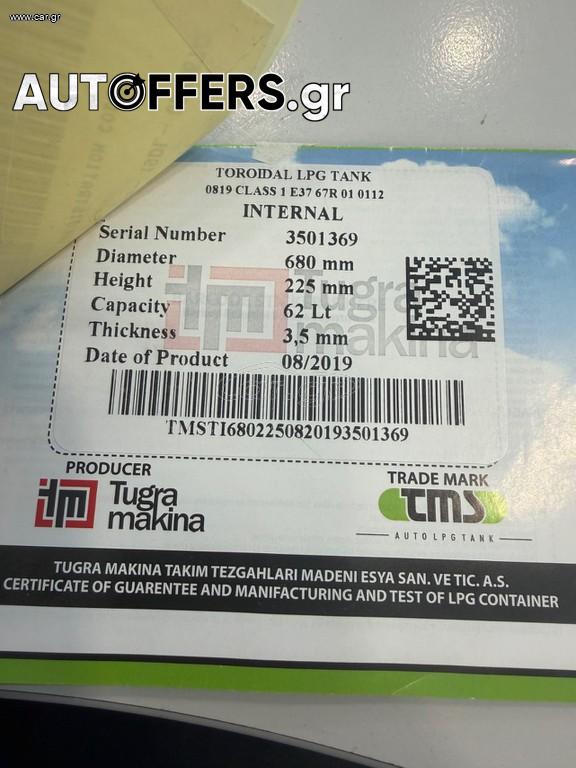 www.car.gr
AUTOFFERS.gr
TOROIDAL LPG TANK
0819 CLASS 1 E37 67R 01 0112
INTERNAL
Serial Number 3501369
Diameter 680 mm
Height 225 mm
Capacity 62 Lt
Thickness 3,5 mm
Date of Product 08/2019
Tugra
makina
TMSTI6802250820193501369
PRODUCER
Tugra
makina
TRADE MARK
tms
AUTO LPG TANK
TUGRA MAKINA TAKIM TEZGAHLARI MADENI ESYA SAN. VE TIC. A.S.
CERTIFICATE OF GUARENTEE AND MANIFACTURING AND TEST OF LPG CONTAINER